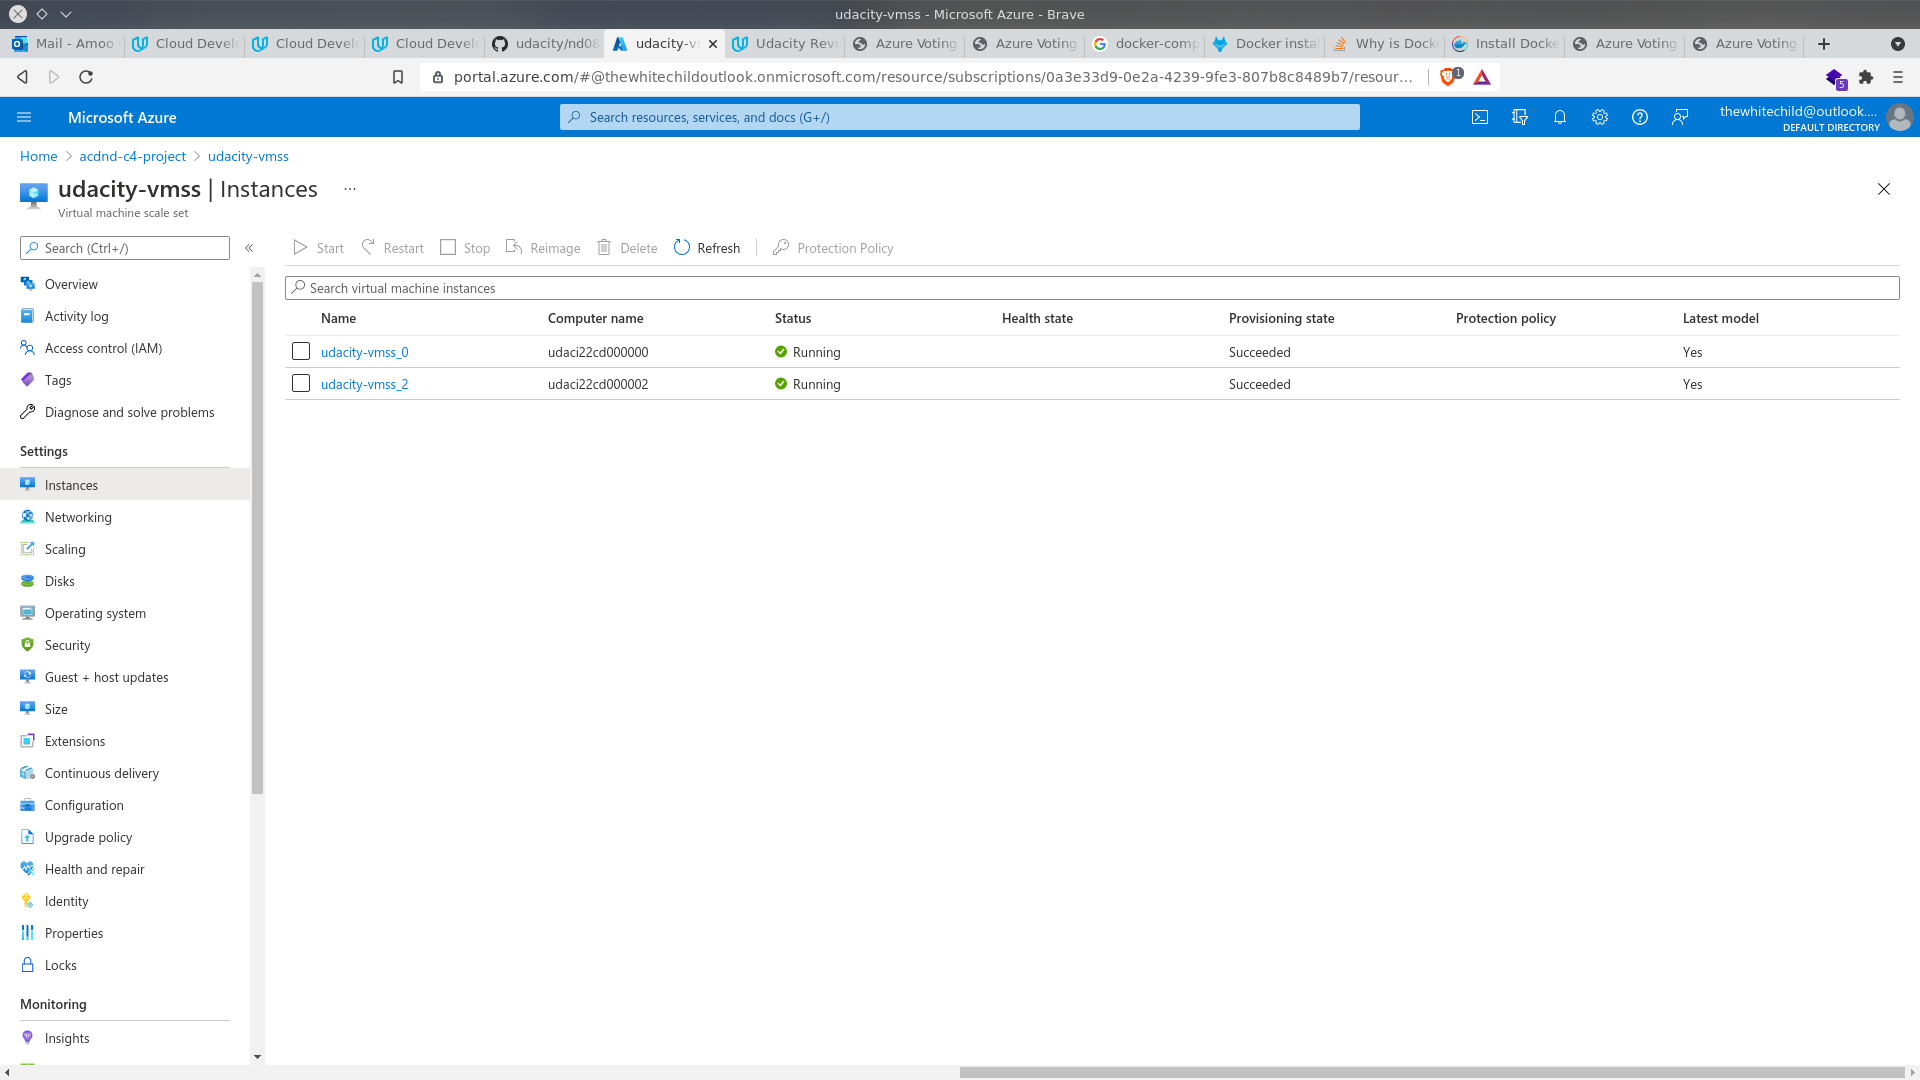 udacity-vmss - Microsoft Azure - Brave
Mail - Amoo
Cloud Develo
Cloud Develo
Cloud Develo
udacity/nd08
udacity-v
Udacity Revi
Azure Voting
Azure Voting
docker-comp
Docker instal
Why is Dock
Install Docke
Azure Voting
Azure Voting
portal.azure.com/#@thewhitechildoutlook.onmicrosoft.com/resource/subscriptions/0a3e33d9-0e2a-4239-9fe3-807b8c8489b7/resour...
1
5
Microsoft Azure
Search resources, services, and docs (G+/)
thewhitechild@outlook....
DEFAULT DIRECTORY
Home > acdnd-c4-project > udacity-vmss
udacity-vmss | Instances ...
Virtual machine scale set
Search (Ctrl+/)
«
Start
Restart
Stop
Reimage
Delete
Refresh
Protection Policy
Search virtual machine instances
Name Computer name Status Health state Provisioning state Protection policy Latest model
udacity-vmss_0 udaci22cd000000 Running Succeeded Yes
udacity-vmss_2 udaci22cd000002 Running Succeeded Yes
Overview
Activity log
Access control (IAM)
Tags
Diagnose and solve problems
Settings
Instances
Networking
Scaling
Disks
Operating system
Security
Guest + host updates
Size
Extensions
Continuous delivery
Configuration
Upgrade policy
Health and repair
Identity
Properties
Locks
Monitoring
Insights